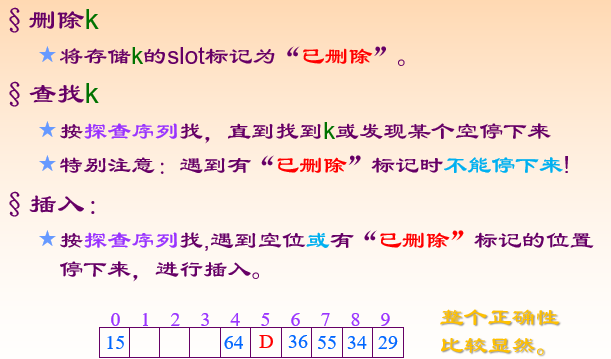 § 删除k
★ 将存储k的slot标记为“已删除”。
§ 查找k
★ 按探查序列找，直到找到k或发现某个空停下来
★ 特别注意：遇到有“已删除”标记时不能停下来!
§ 插入：
★ 按探查序列找,遇到空位或有“已删除”标记的位置
停下来，进行插入。
0 1 2 3 4 5 6 7 8 9
15 64 D 36 55 34 29
整个正确性
比较显然。